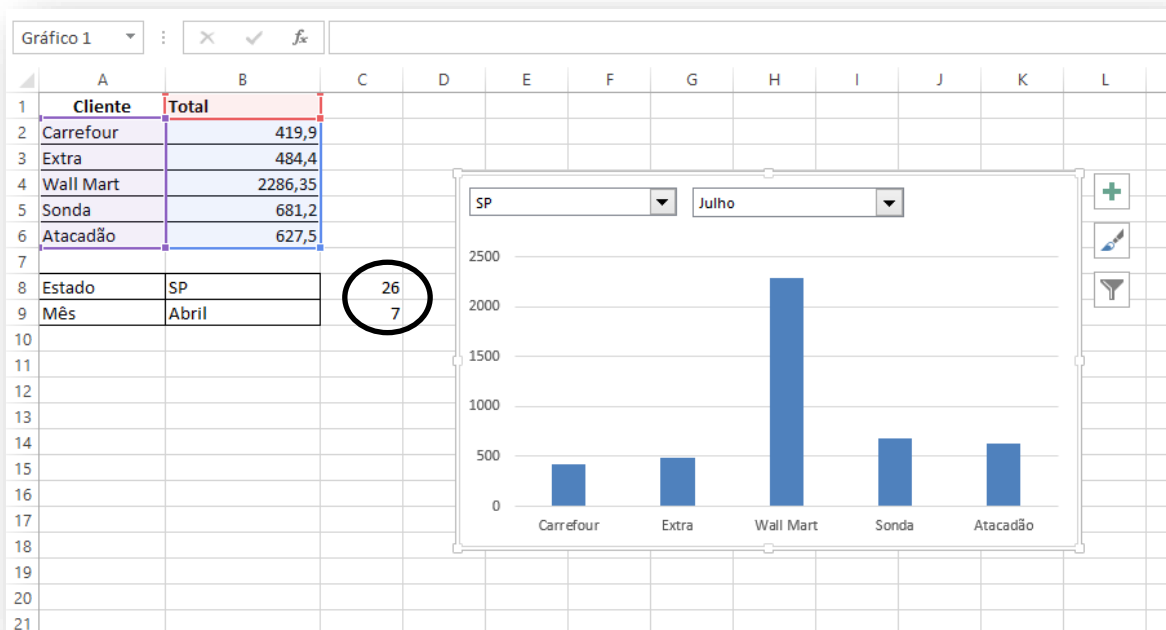 Gráfico 1 fx
A B C D E F G H I J K L
1 Cliente Total
2 Carrefour 419,9
3 Extra 484,4
4 Wall Mart 2286,35
5 Sonda 681,2
6 Atacadão 627,5
7
8 Estado SP 26
9 Mês Abril 7
10
11
12
13
14
15
16
17
18
19
20
21
SP Julho
2500
2000
1500
1000
500
0
Carrefour Extra Wall Mart Sonda Atacadão